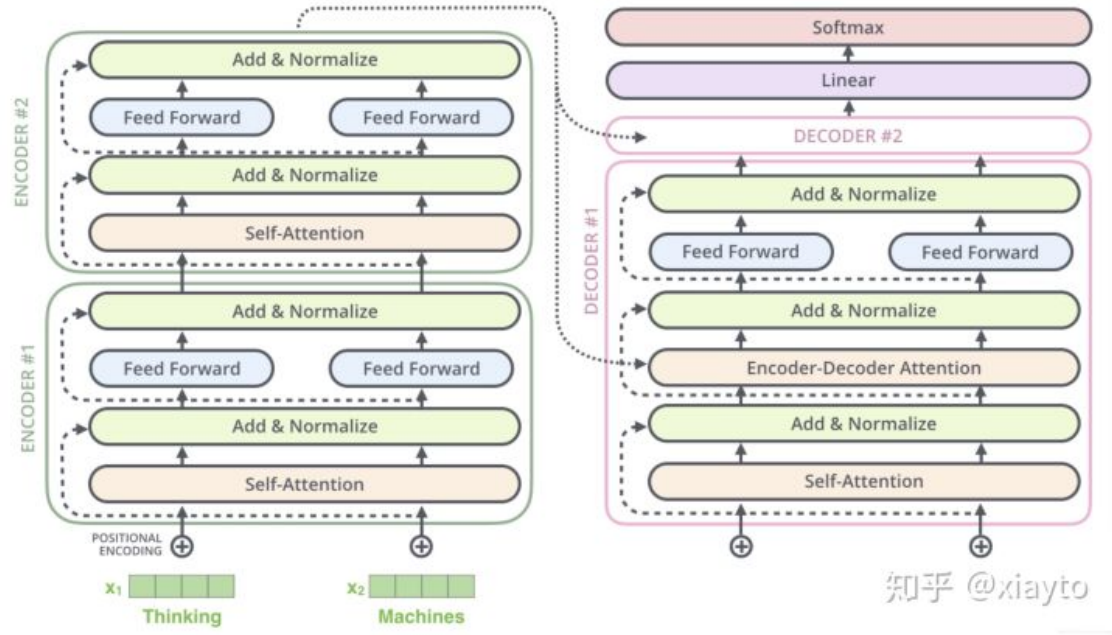 ENCODER #2
Add & Normalize
Feed Forward Feed Forward
Add & Normalize
Self-Attention
ENCODER #1
Add & Normalize
Feed Forward Feed Forward
Add & Normalize
Self-Attention
POSITIONAL
ENCODING
x1 x2
Thinking Machines
Softmax
Linear
DECODER #2
DECODER #1
Add & Normalize
Feed Forward Feed Forward
Add & Normalize
Encoder-Decoder Attention
Add & Normalize
Self-Attention
知乎 @xiayto